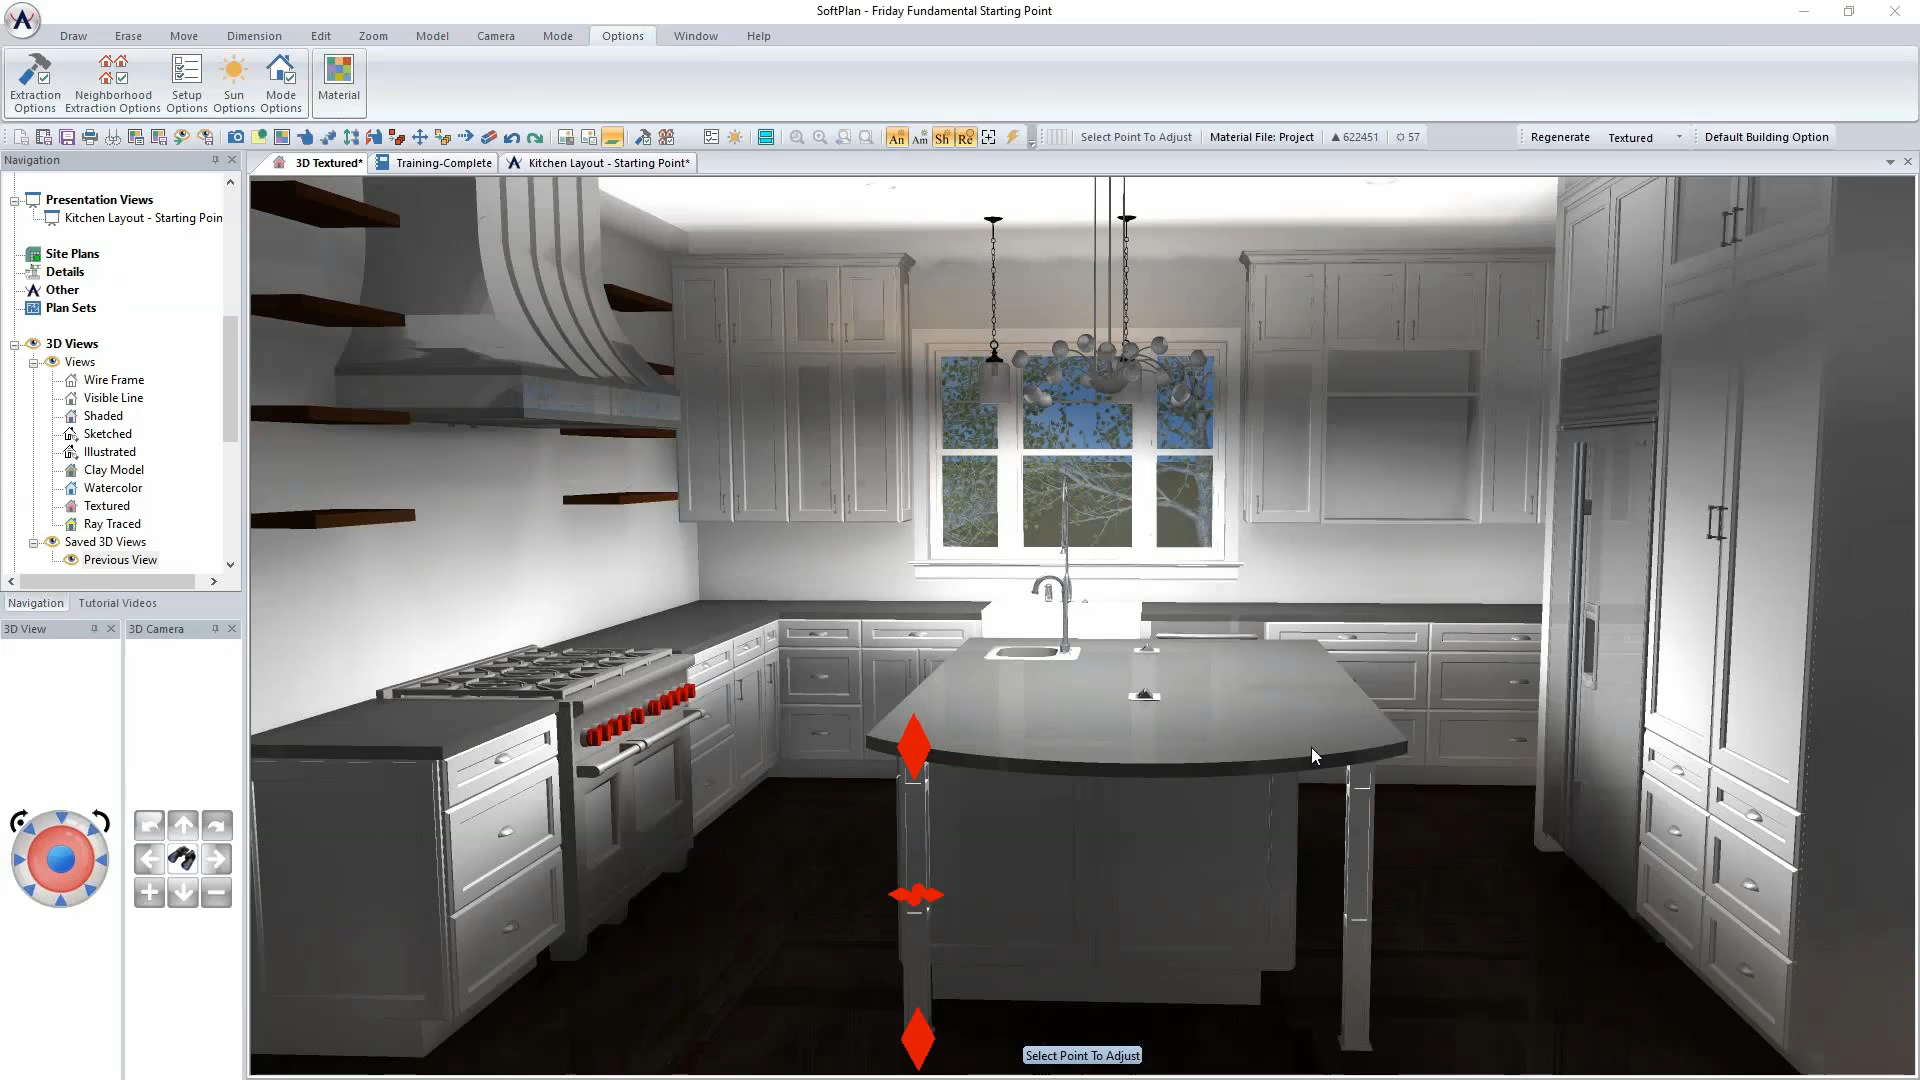 SoftPlan - Friday Fundamental Starting Point
Draw Erase Move Dimension Edit Zoom Model Camera Mode Options Window Help
Extraction Options
Neighborhood Extraction Options
Setup Options
Sun Options
Mode Options
Material
An Am Sh Re Select Point To Adjust Material File: Project 622451 57 Regenerate Textured Default Building Option
Navigation
3D Textured* Training-Complete Kitchen Layout - Starting Point*
Presentation Views
Kitchen Layout - Starting Poin
Site Plans
Details
Other
Plan Sets
3D Views
Views
Wire Frame
Visible Line
Shaded
Sketched
Illustrated
Clay Model
Watercolor
Textured
Ray Traced
Saved 3D Views
Previous View
Navigation Tutorial Videos
3D View
3D Camera
Select Point To Adjust